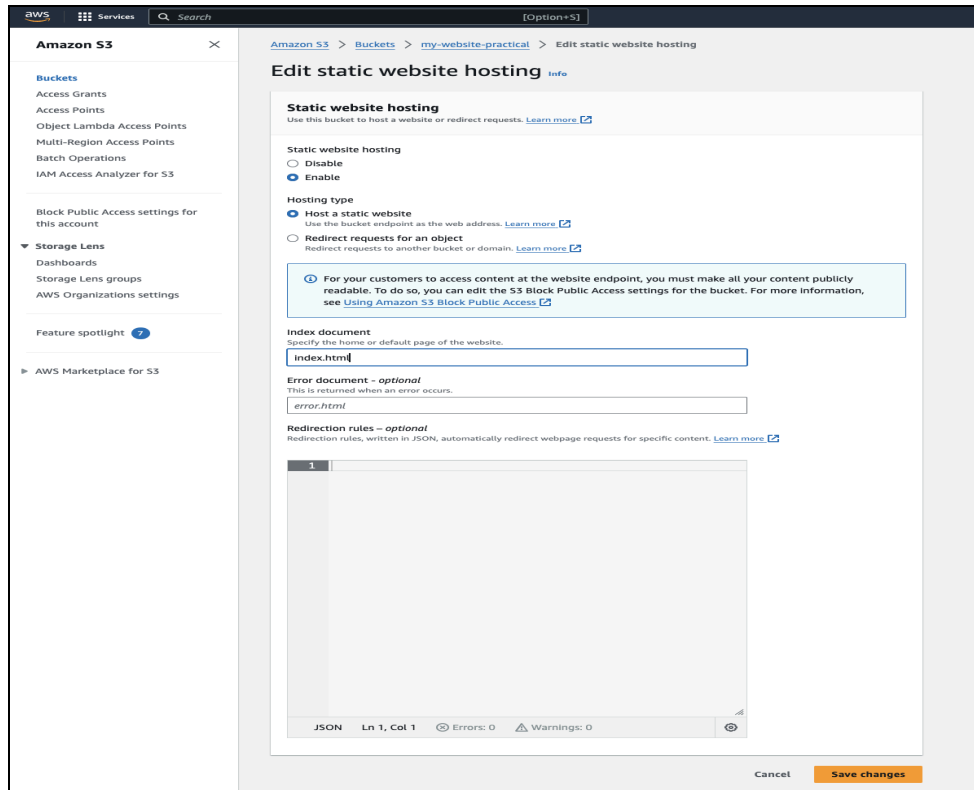 aws
Services
Search
[Option+S]
Amazon S3
Buckets
Access Grants
Access Points
Object Lambda Access Points
Multi-Region Access Points
Batch Operations
IAM Access Analyzer for S3
Block Public Access settings for
this account
Storage Lens
Dashboards
Storage Lens groups
AWS Organizations settings
Feature spotlight 7
AWS Marketplace for S3
Amazon S3 > Buckets > my-website-practical > Edit static website hosting
Edit static website hosting Info
Static website hosting
Use this bucket to host a website or redirect requests. Learn more
Static website hosting
Disable
Enable
Hosting type
Host a static website
Use the bucket endpoint as the web address. Learn more
Redirect requests for an object
Redirect requests to another bucket or domain. Learn more
For your customers to access content at the website endpoint, you must make all your content publicly
readable. To do so, you can edit the S3 Block Public Access settings for the bucket. For more information,
see Using Amazon S3 Block Public Access
Index document
Specify the home or default page of the website.
index.html
Error document - optional
This is returned when an error occurs.
error.html
Redirection rules – optional
Redirection rules, written in JSON, automatically redirect webpage requests for specific content. Learn more
1
JSON Ln 1, Col 1 Errors: 0 Warnings: 0
Cancel Save changes